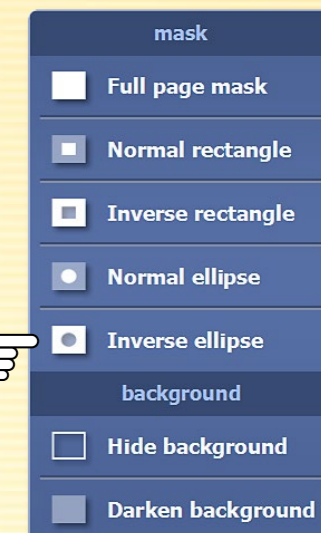 mask
Full page mask
Normal rectangle
Inverse rectangle
Normal ellipse
Inverse ellipse
background
Hide background
Darken background